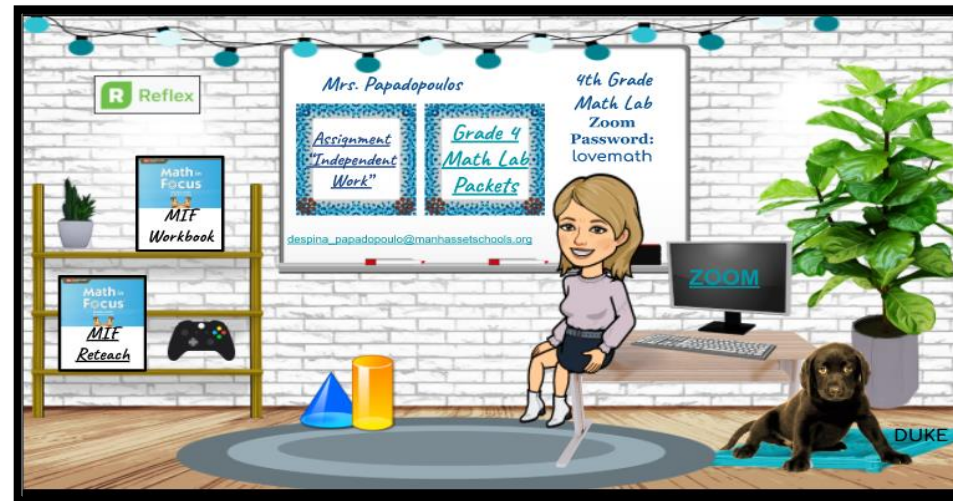 R Reflex
Mrs. Papadopoulos
4th Grade
Math Lab
Zoom
Password:
lovemath
Assignment
"Independent
Work"
Grade 4
Math Lab
Packets
despina_papadopoulo@manhassetschools.org
Math in
Focus
MIF
Workbook
Math in
Focus
MIF
Reteach
ZOOM
DUKE